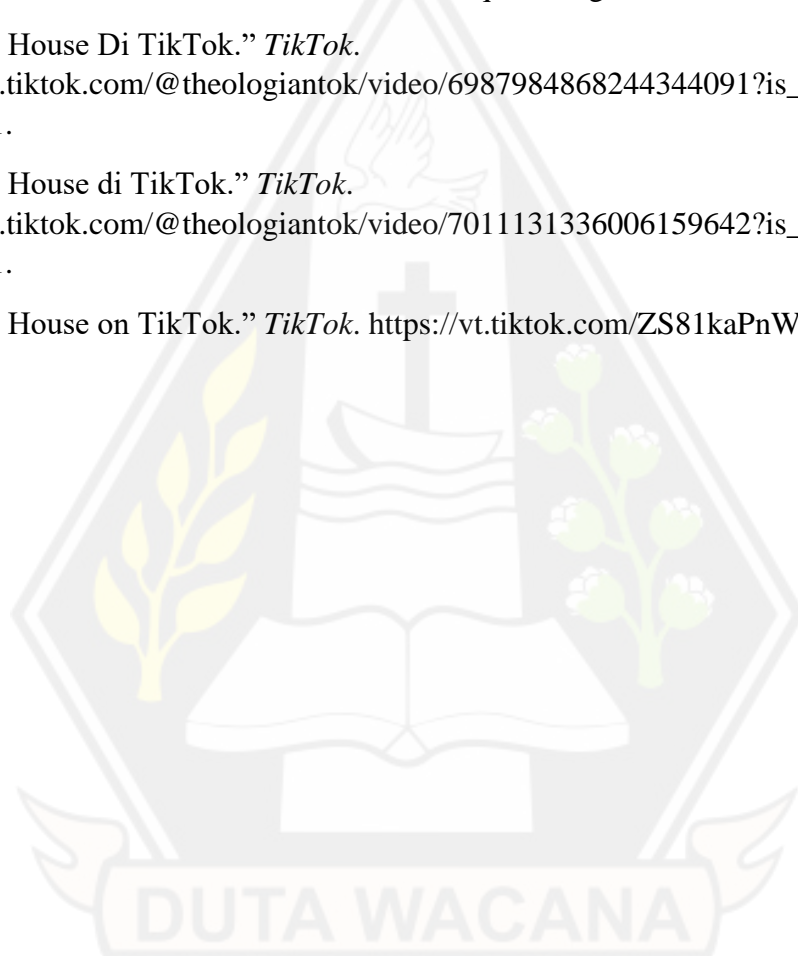 House Di TikTok.” TikTok.
.tiktok.com/@theologiantok/video/6987984868244344091?is_
.
House di TikTok.” TikTok.
.tiktok.com/@theologiantok/video/7011131336006159642?is_
.
House on TikTok.” TikTok. https://vt.tiktok.com/ZS81kaPnW
DUTA WACANA